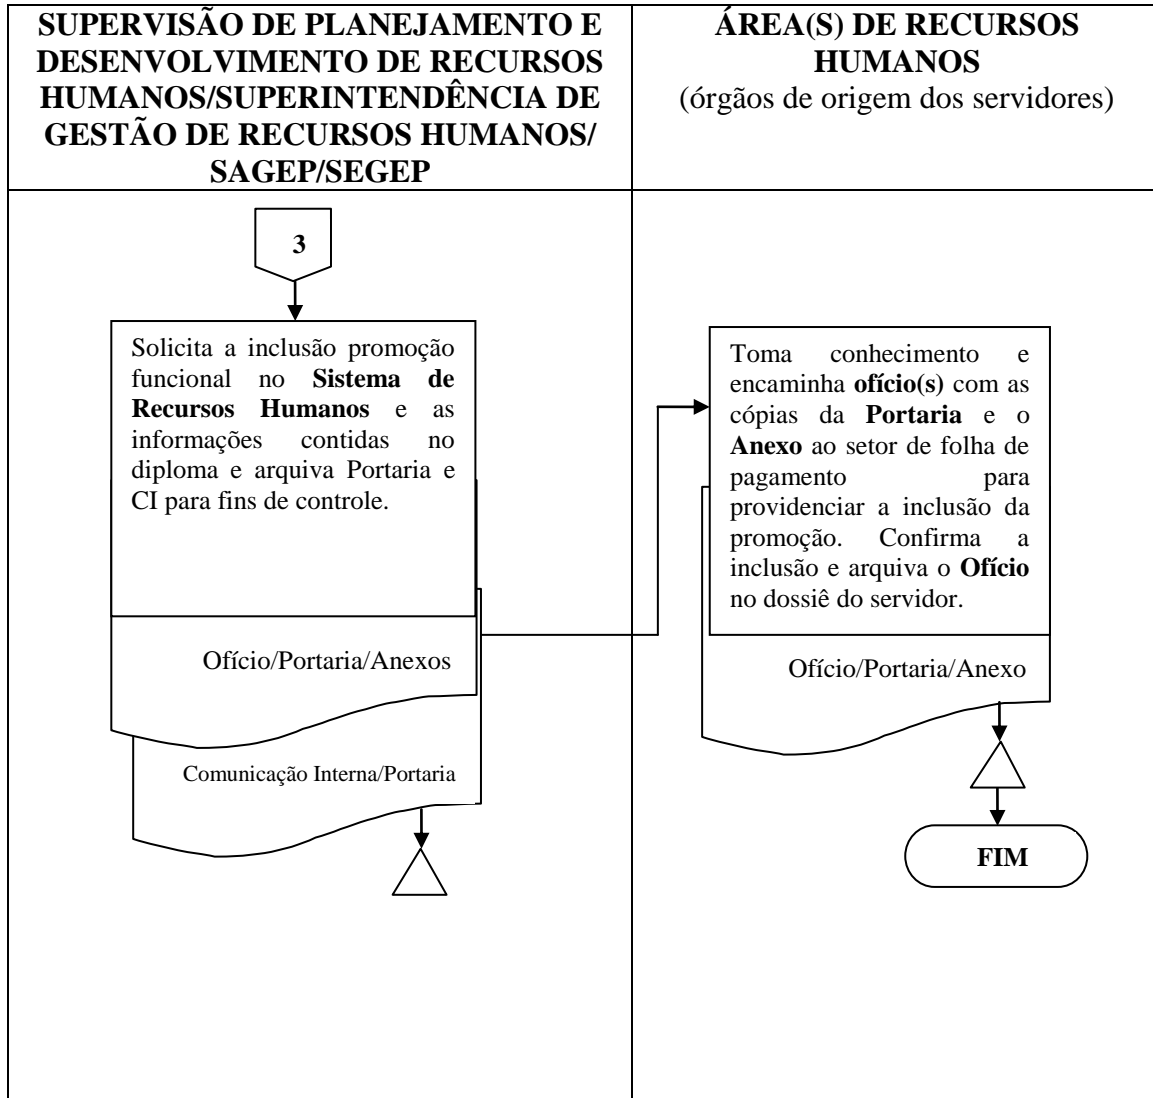 SUPERVISÃO DE PLANEJAMENTO E
DESENVOLVIMENTO DE RECURSOS
HUMANOS/SUPERINTENDÊNCIA DE
GESTÃO DE RECURSOS HUMANOS/
SAGEP/SEGEP
ÁREA(S) DE RECURSOS
HUMANOS
(órgãos de origem dos servidores)
3
Solicita a inclusão promoção
funcional no Sistema de
Recursos Humanos e as
informações contidas no
diploma e arquiva Portaria e
CI para fins de controle.
Ofício/Portaria/Anexos
Comunicação Interna/Portaria
Toma conhecimento e
encaminha ofício(s) com as
cópias da Portaria e o
Anexo ao setor de folha de
pagamento para
providenciar a inclusão da
promoção. Confirma a
inclusão e arquiva o Ofício
no dossiê do servidor.
Ofício/Portaria/Anexo
FIM